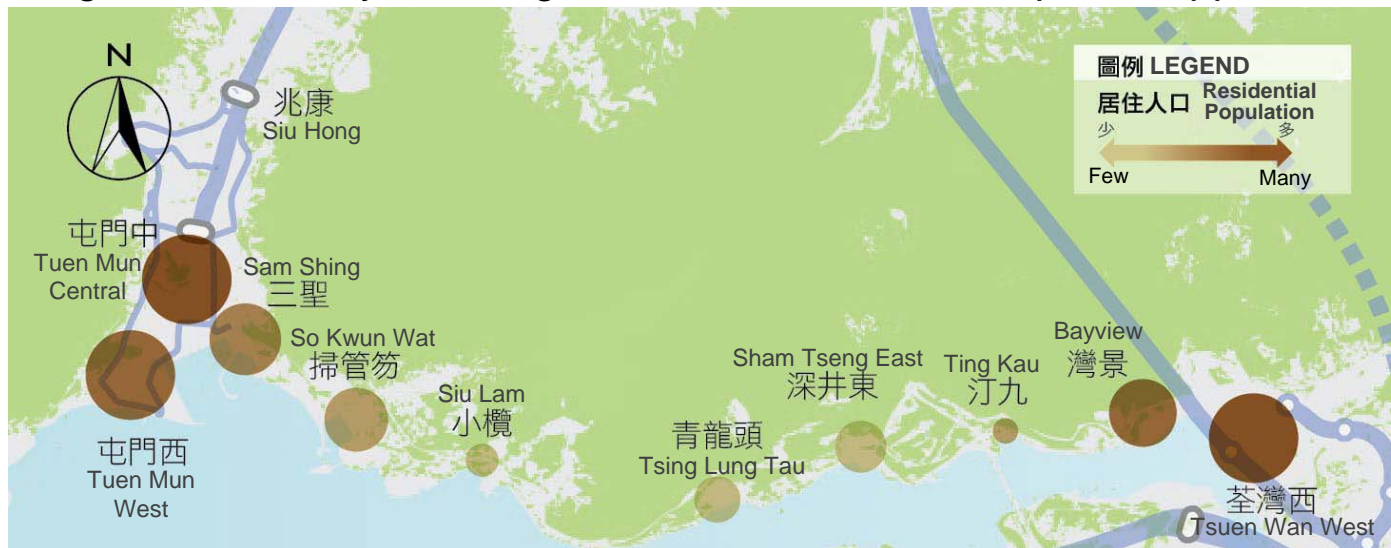 N
圖例 LEGEND
居住人口 Residential Population
少 多
Few Many
兆康
Siu Hong
屯門中
Tuen Mun
Central
Sam Shing
三聖
So Kwun Wat
掃管笏
Siu Lam
小欖
屯門西
Tuen Mun
West
青龍頭
Tsing Lung Tau
Sham Tseng East
深井東
Ting Kau
汀九
Bayview
灣景
荃灣西
Tsuen Wan West